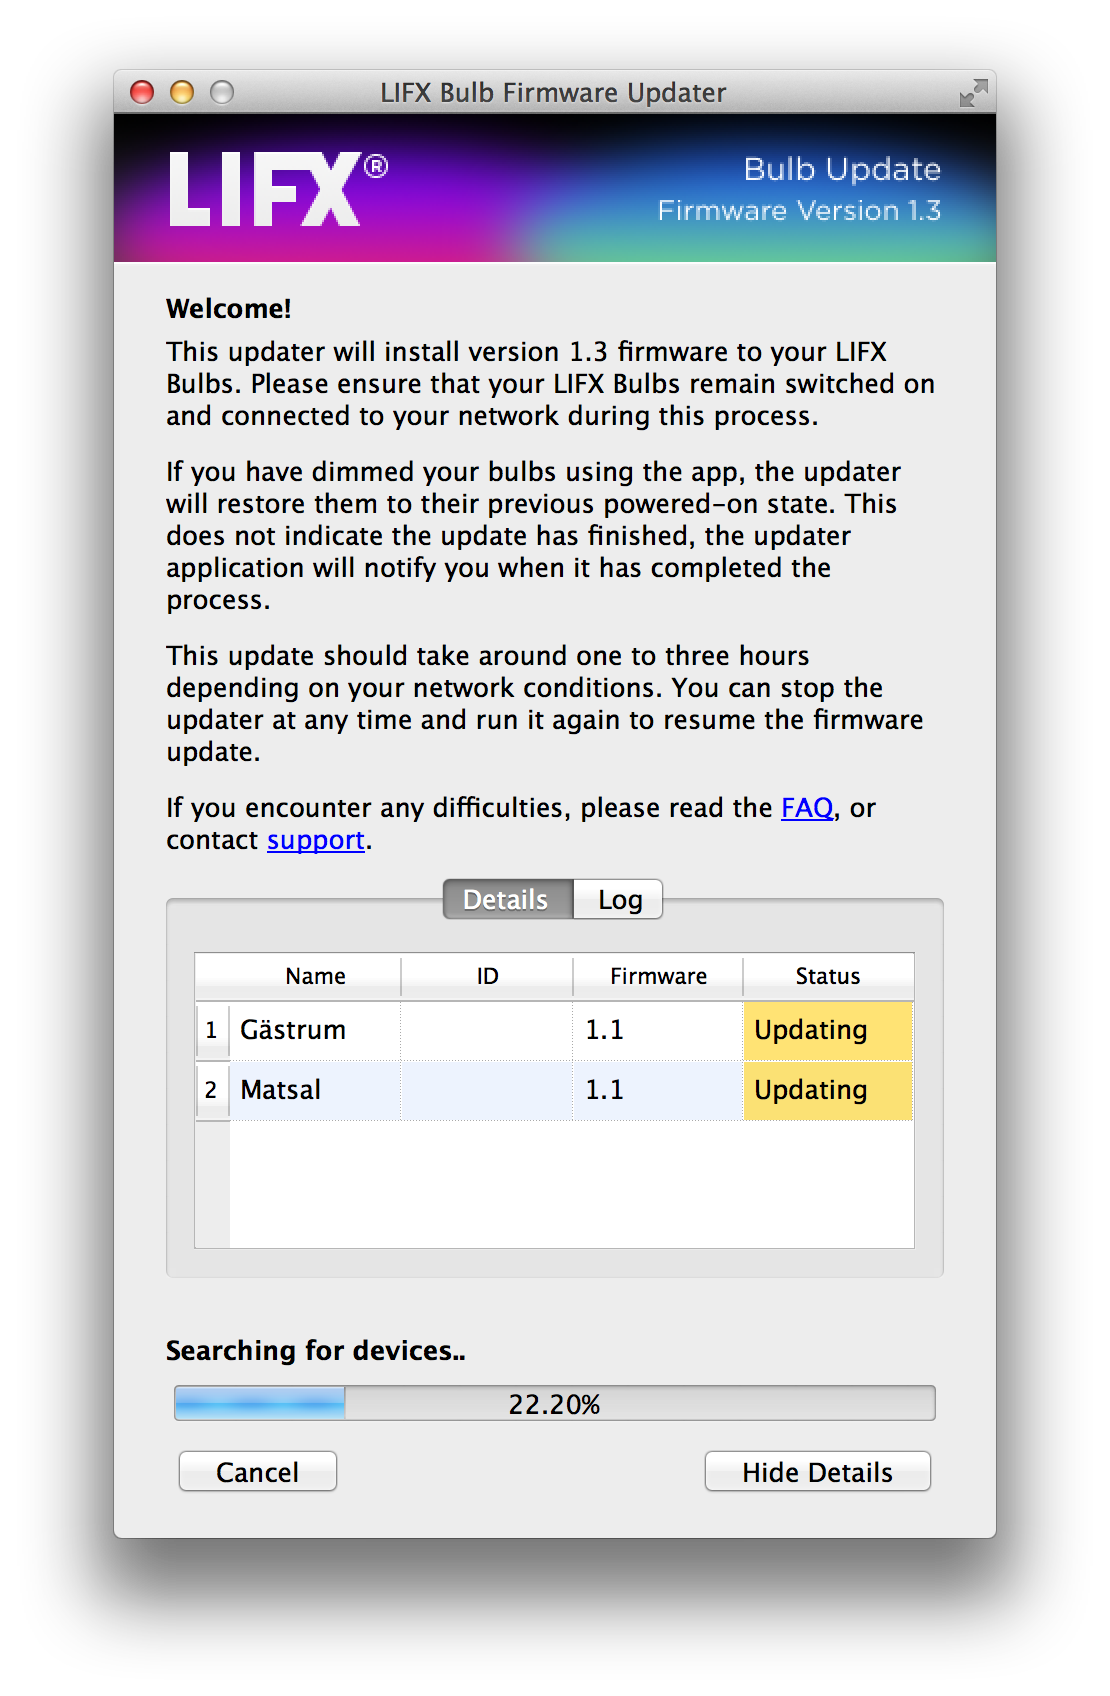 LIFX Bulb Firmware Updater
LIFX®
Bulb Update
Firmware Version 1.3
Welcome!
This updater will install version 1.3 firmware to your LIFX
Bulbs. Please ensure that your LIFX Bulbs remain switched on
and connected to your network during this process.
If you have dimmed your bulbs using the app, the updater
will restore them to their previous powered-on state. This
does not indicate the update has finished, the updater
application will notify you when it has completed the
process.
This update should take around one to three hours
depending on your network conditions. You can stop the
updater at any time and run it again to resume the firmware
update.
If you encounter any difficulties, please read the FAQ, or
contact support.
Details Log
Name ID Firmware Status
1 Gästrum 1.1 Updating
2 Matsal 1.1 Updating
Searching for devices..
22.20%
Cancel Hide Details